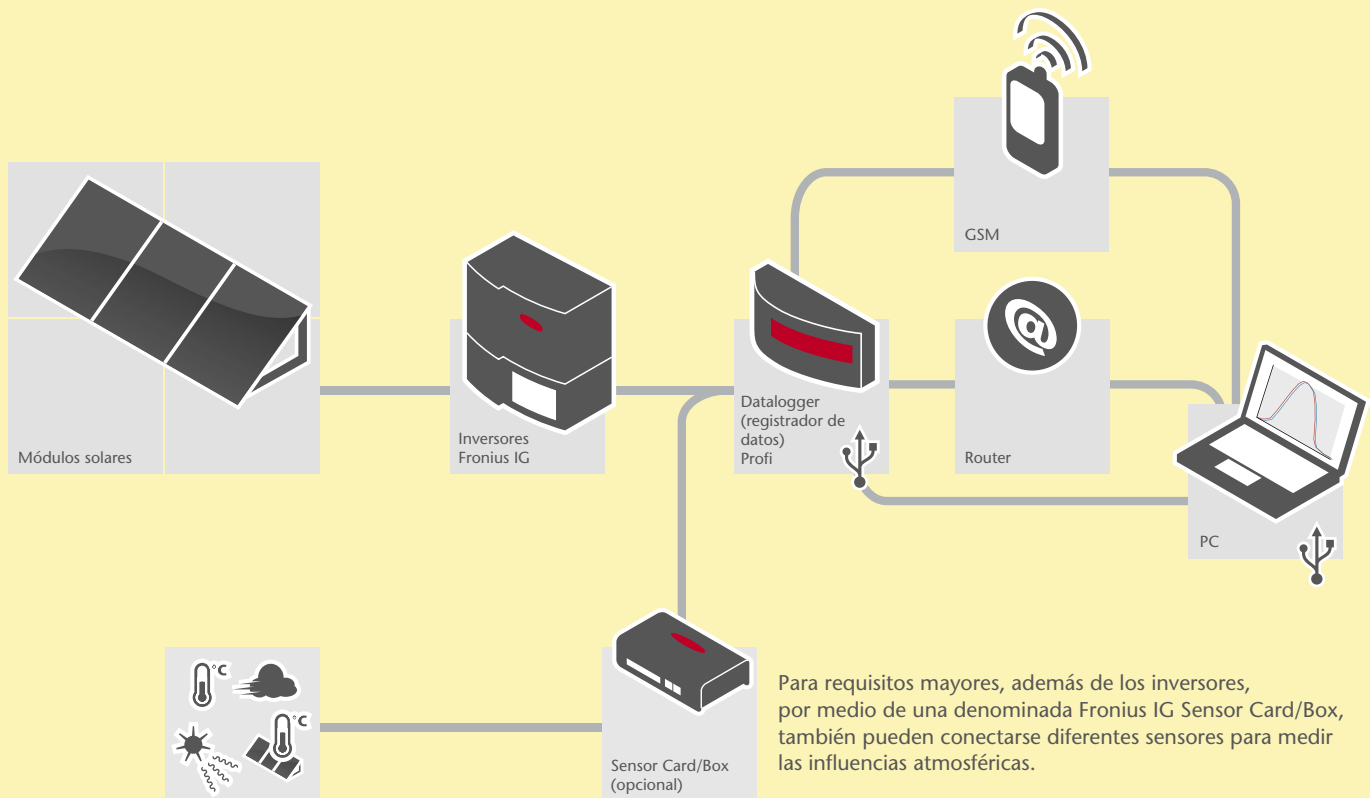 GSM
Módulos solares
Inversores
Fronius IG
Datalogger
(registrador de
datos)
Profi
Router
PC
°C
°C
Sensor Card/Box
(opcional)
Para requisitos mayores, además de los inversores,
por medio de una denominada Fronius IG Sensor Card/Box,
también pueden conectarse diferentes sensores para medir
las influencias atmosféricas.